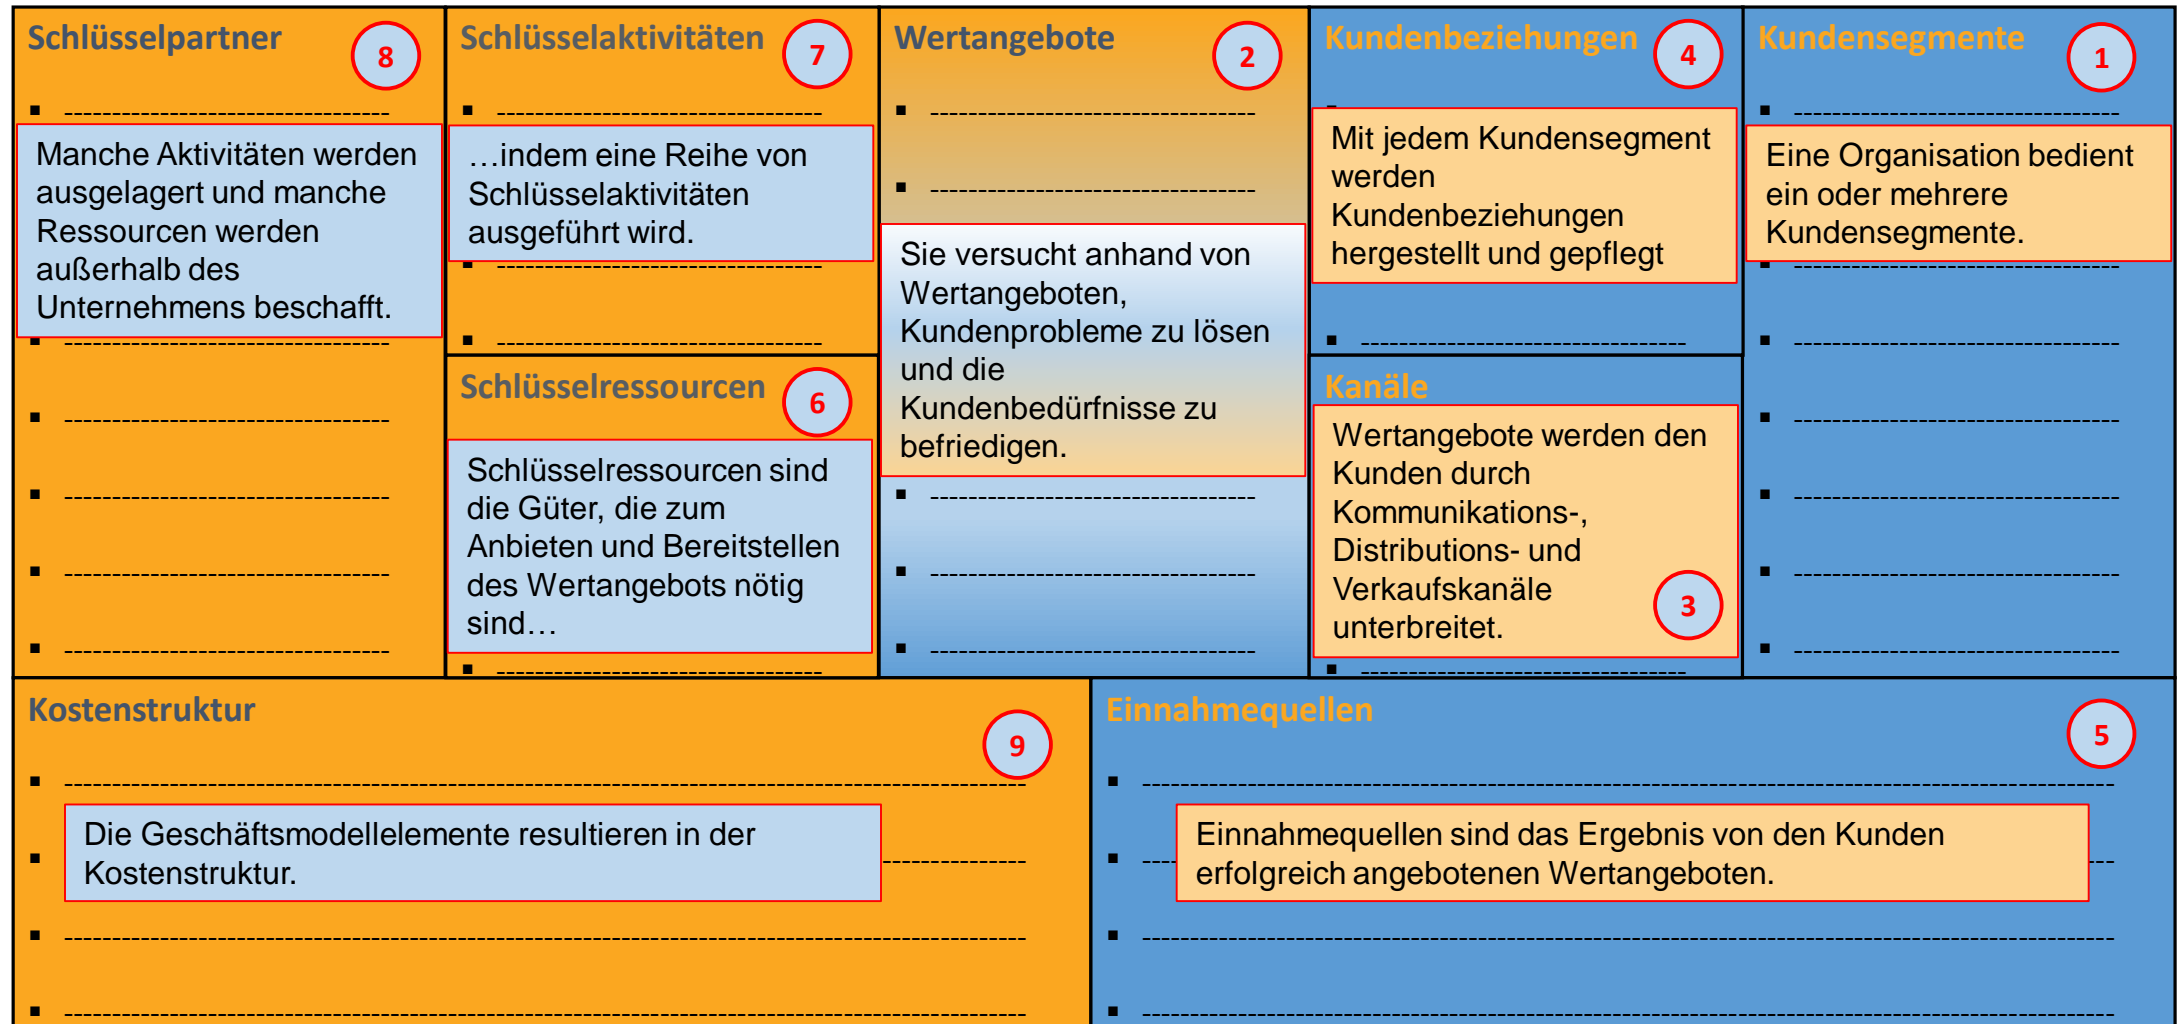 Schlüsselpartner
8
Manche Aktivitäten werden
ausgelagert und manche
Ressourcen werden
außerhalb des
Unternehmens beschafft.
Schlüsselaktivitäten
7
…indem eine Reihe von
Schlüsselaktivitäten
ausgeführt wird.
Schlüsselressourcen
6
Schlüsselressourcen sind
die Güter, die zum
Anbieten und Bereitstellen
des Wertangebots nötig
sind…
Wertangebote
2
Sie versucht anhand von
Wertangeboten,
Kundenprobleme zu lösen
und die
Kundenbedürfnisse zu
befriedigen.
Kundenbeziehungen
4
Mit jedem Kundensegment
werden
Kundenbeziehungen
hergestellt und gepflegt
Kanäle
Wertangebote werden den
Kunden durch
Kommunikations-,
Distributions- und
Verkaufskanäle
unterbreitet.
3
Kundensegmente
1
Eine Organisation bedient
ein oder mehrere
Kundensegmente.
Kostenstruktur
9
Die Geschäftsmodellelemente resultieren in der
Kostenstruktur.
Einnahmequellen
5
Einnahmequellen sind das Ergebnis von den Kunden
erfolgreich angebotenen Wertangeboten.